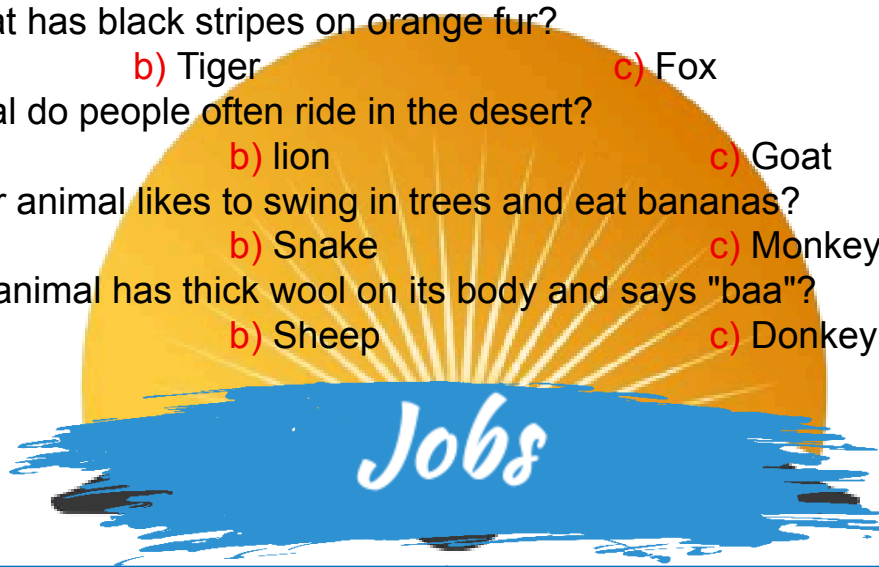 at has black stripes on orange fur?
b) Tiger c) Fox
al do people often ride in the desert?
b) lion c) Goat
r animal likes to swing in trees and eat bananas?
b) Snake c) Monkey
animal has thick wool on its body and says "baa"?
b) Sheep c) Donkey
Jobs